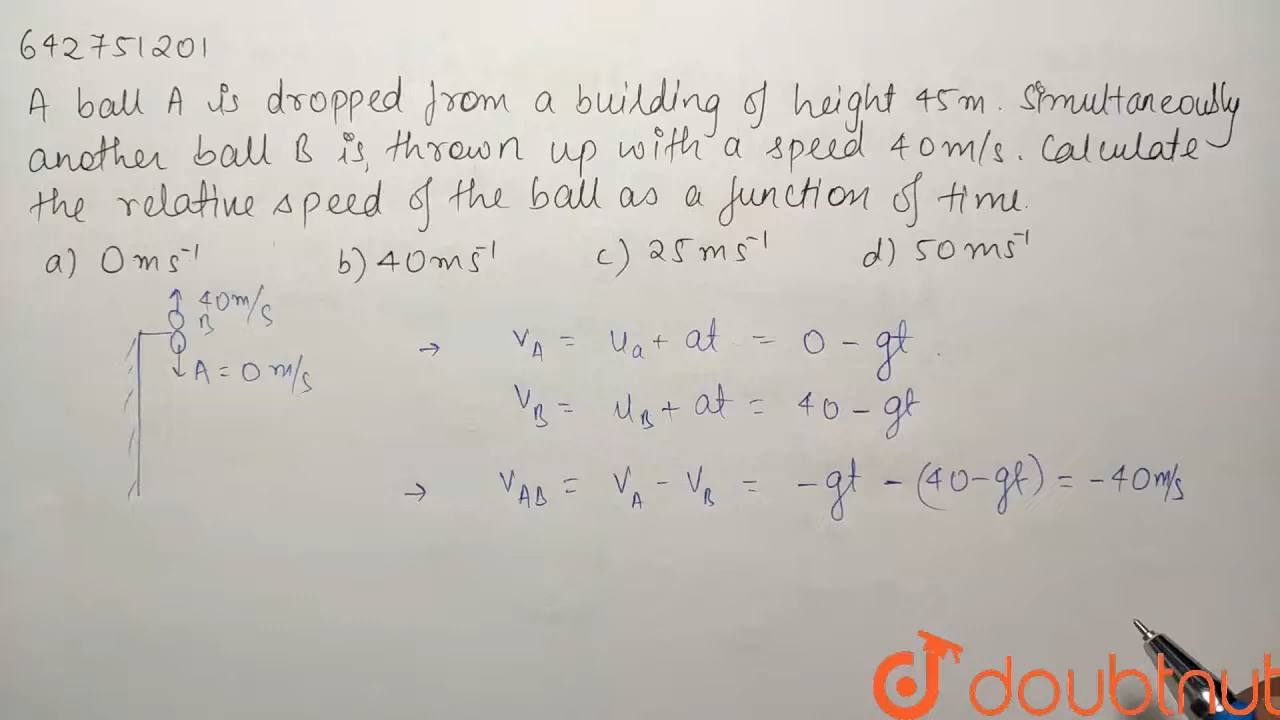 642751201
A ball A is dropped from a building of height 45m. Simultaneously
another ball B is, thrown up with a speed 40m/s. Calculate
the relative speed of the ball as a function of time.
a) 0ms⁻¹ b) 40ms⁻¹ c) 25ms⁻¹ d) 50ms⁻¹
40m/s
B
A = 0 m/s
→ V_A = u_a + at = 0 - gt.
V_B = u_B + at = 40 - gt
→ V_AB = V_A - V_B = -gt - (40-gt) = -40m/s
doubtnut